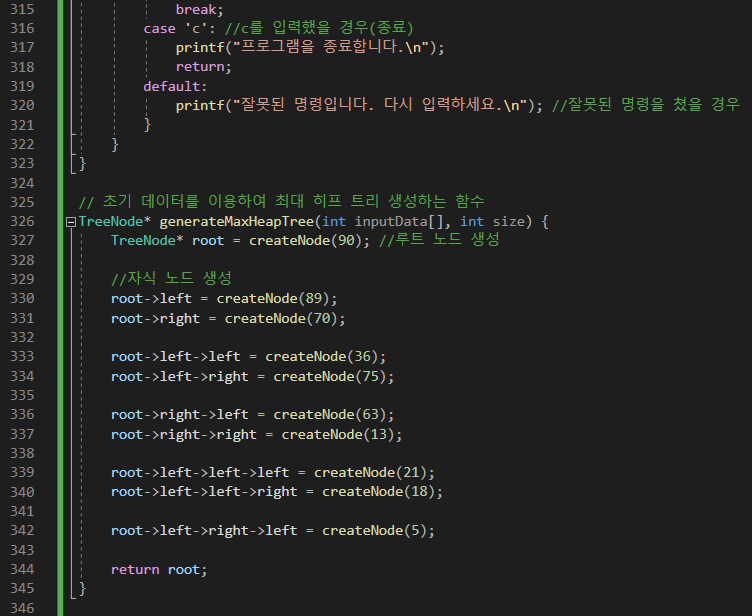 315 break;
316 case 'c': //c를 입력했을 경우(종료)
317 printf("프로그램을 종료합니다.\n");
318 return;
319 default:
320 printf("잘못된 명령입니다. 다시 입력하세요.\n"); //잘못된 명령을 쳤을 경우
321 }
322 }
323 }
324
325 // 초기 데이터를 이용하여 최대 히프 트리 생성하는 함수
326 TreeNode* generateMaxHeapTree(int inputData[], int size) {
327 TreeNode* root = createNode(90); //루트 노드 생성
328
329 //자식 노드 생성
330 root->left = createNode(89);
331 root->right = createNode(70);
332
333 root->left->left = createNode(36);
334 root->left->right = createNode(75);
335
336 root->right->left = createNode(63);
337 root->right->right = createNode(13);
338
339 root->left->left->left = createNode(21);
340 root->left->left->right = createNode(18);
341
342 root->left->right->left = createNode(5);
343
344 return root;
345 }
346